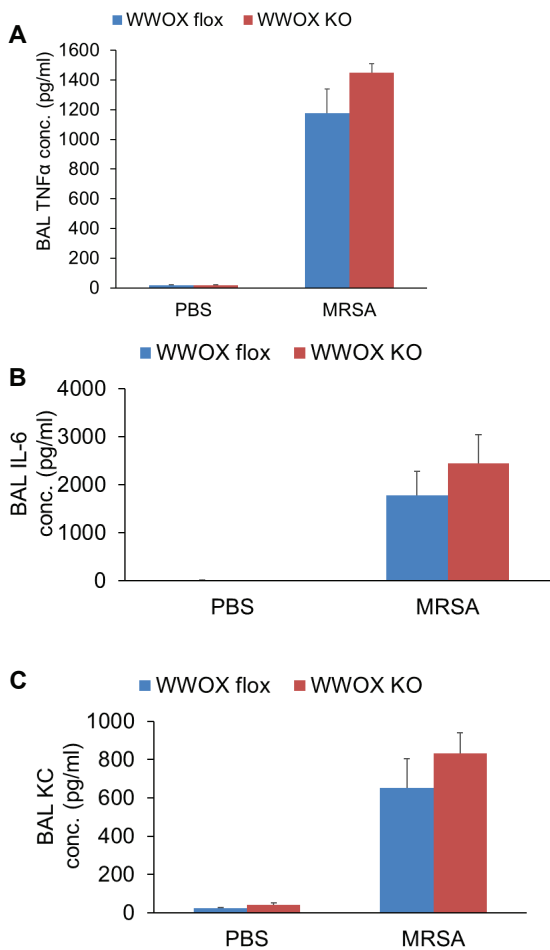 WWOX flox WWOX KO
A
BAL TNFα conc. (pg/ml)
1600
1400
1200
1000
800
600
400
200
0
PBS MRSA
WWOX flox WWOX KO
B
BAL IL-6
conc. (pg/ml)
4000
3000
2000
1000
0
PBS MRSA
C
WWOX flox WWOX KO
BAL KC
conc. (pg/ml)
1000
800
600
400
200
0
PBS MRSA